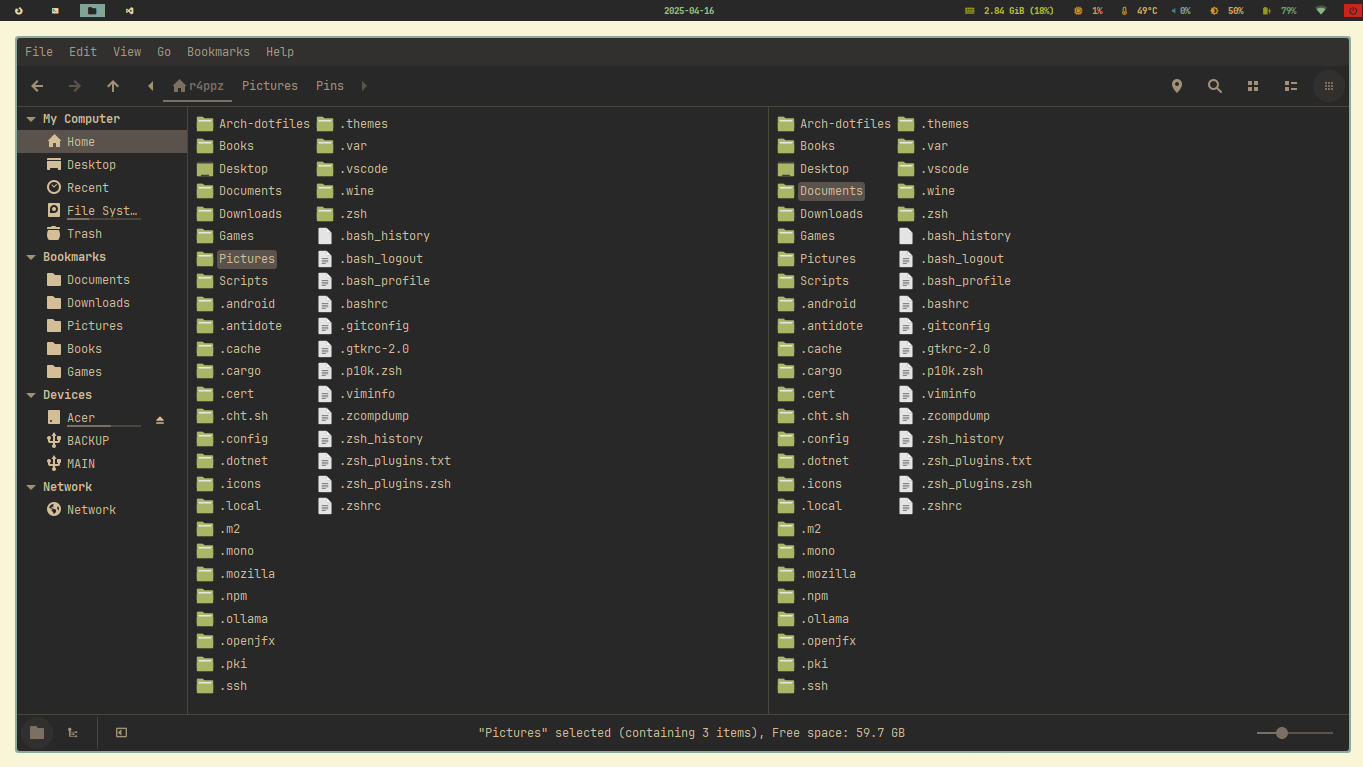 2025-04-16 2.84 GiB (18%) 1% 49°C 0% 50% 79%
File Edit View Go Bookmarks Help
r4ppz Pictures Pins
My Computer
Home
Desktop
Recent
File Syst…
Trash
Bookmarks
Documents
Downloads
Pictures
Books
Games
Devices
Acer
BACKUP
MAIN
Network
Network
Arch-dotfiles
Books
Desktop
Documents
Downloads
Games
Pictures
Scripts
.android
.antidote
.cache
.cargo
.cert
.cht.sh
.config
.dotnet
.icons
.local
.m2
.mono
.mozilla
.npm
.ollama
.openjfx
.pki
.ssh
.themes
.var
.vscode
.wine
.zsh
.bash_history
.bash_logout
.bash_profile
.bashrc
.gitconfig
.gtkrc-2.0
.p10k.zsh
.viminfo
.zcompdump
.zsh_history
.zsh_plugins.txt
.zsh_plugins.zsh
.zshrc
Arch-dotfiles
Books
Desktop
Documents
Downloads
Games
Pictures
Scripts
.android
.antidote
.cache
.cargo
.cert
.cht.sh
.config
.dotnet
.icons
.local
.m2
.mono
.mozilla
.npm
.ollama
.openjfx
.pki
.ssh
.themes
.var
.vscode
.wine
.zsh
.bash_history
.bash_logout
.bash_profile
.bashrc
.gitconfig
.gtkrc-2.0
.p10k.zsh
.viminfo
.zcompdump
.zsh_history
.zsh_plugins.txt
.zsh_plugins.zsh
.zshrc
"Pictures" selected (containing 3 items), Free space: 59.7 GB